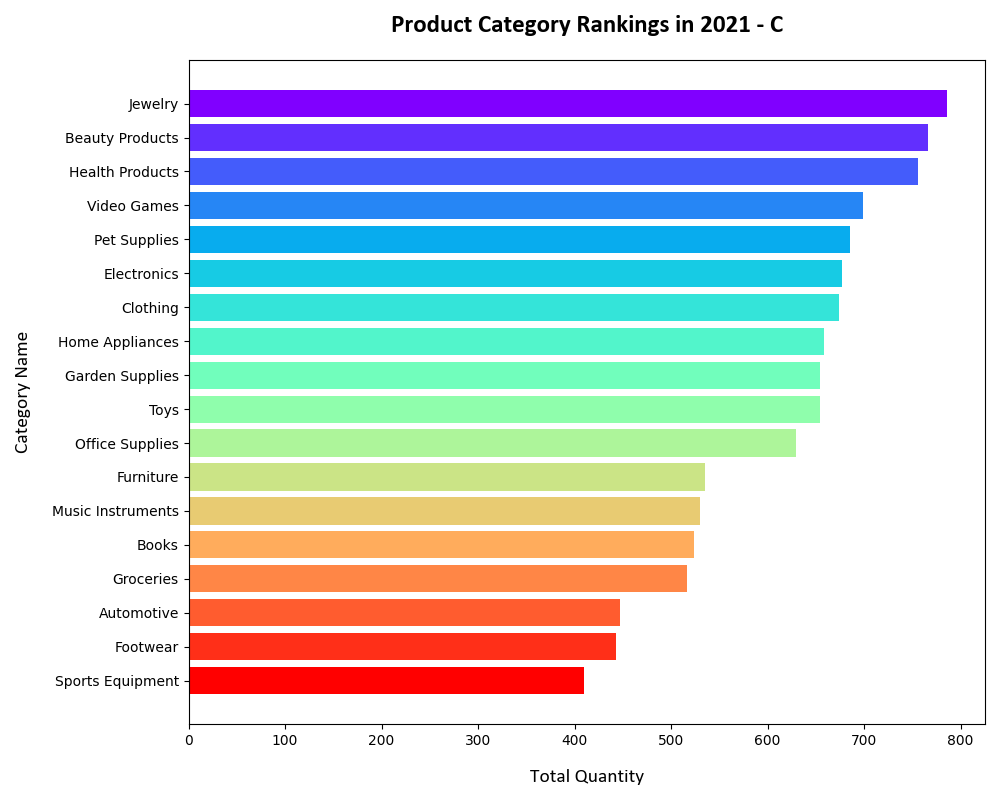 Product Category Rankings in 2021 - C
Jewelry
Beauty Products
Health Products
Video Games
Pet Supplies
Electronics
Clothing
Home Appliances
Garden Supplies
Toys
Office Supplies
Furniture
Music Instruments
Books
Groceries
Automotive
Footwear
Sports Equipment
Category Name
0 100 200 300 400 500 600 700 800
Total Quantity